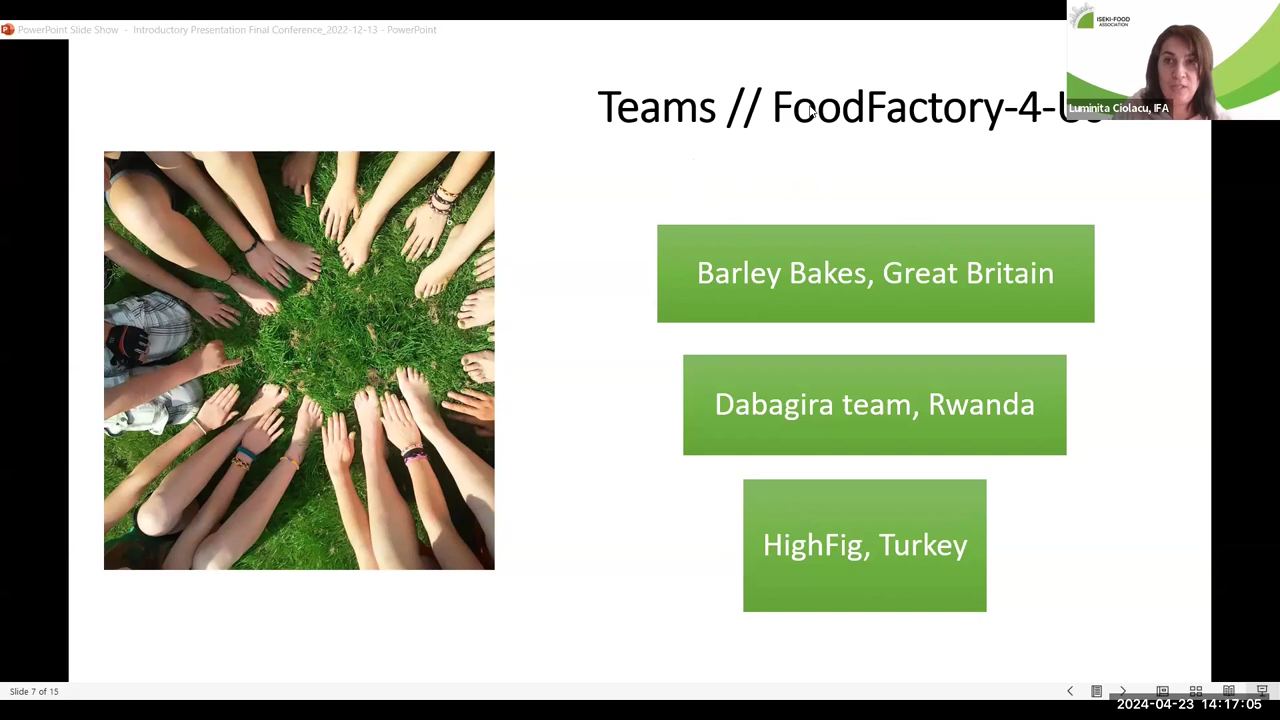 PowerPoint Slide Show - Introductory Presentation Final Conference_2022-12-13 - PowerPoint
ISEKI-FOOD
ASSOCIATION
Luminita Ciolacu, IFA
Teams // FoodFactory-4-Us
Barley Bakes, Great Britain
Dabagira team, Rwanda
HighFig, Turkey
Slide 7 of 15
2024-04-23 14:17:05